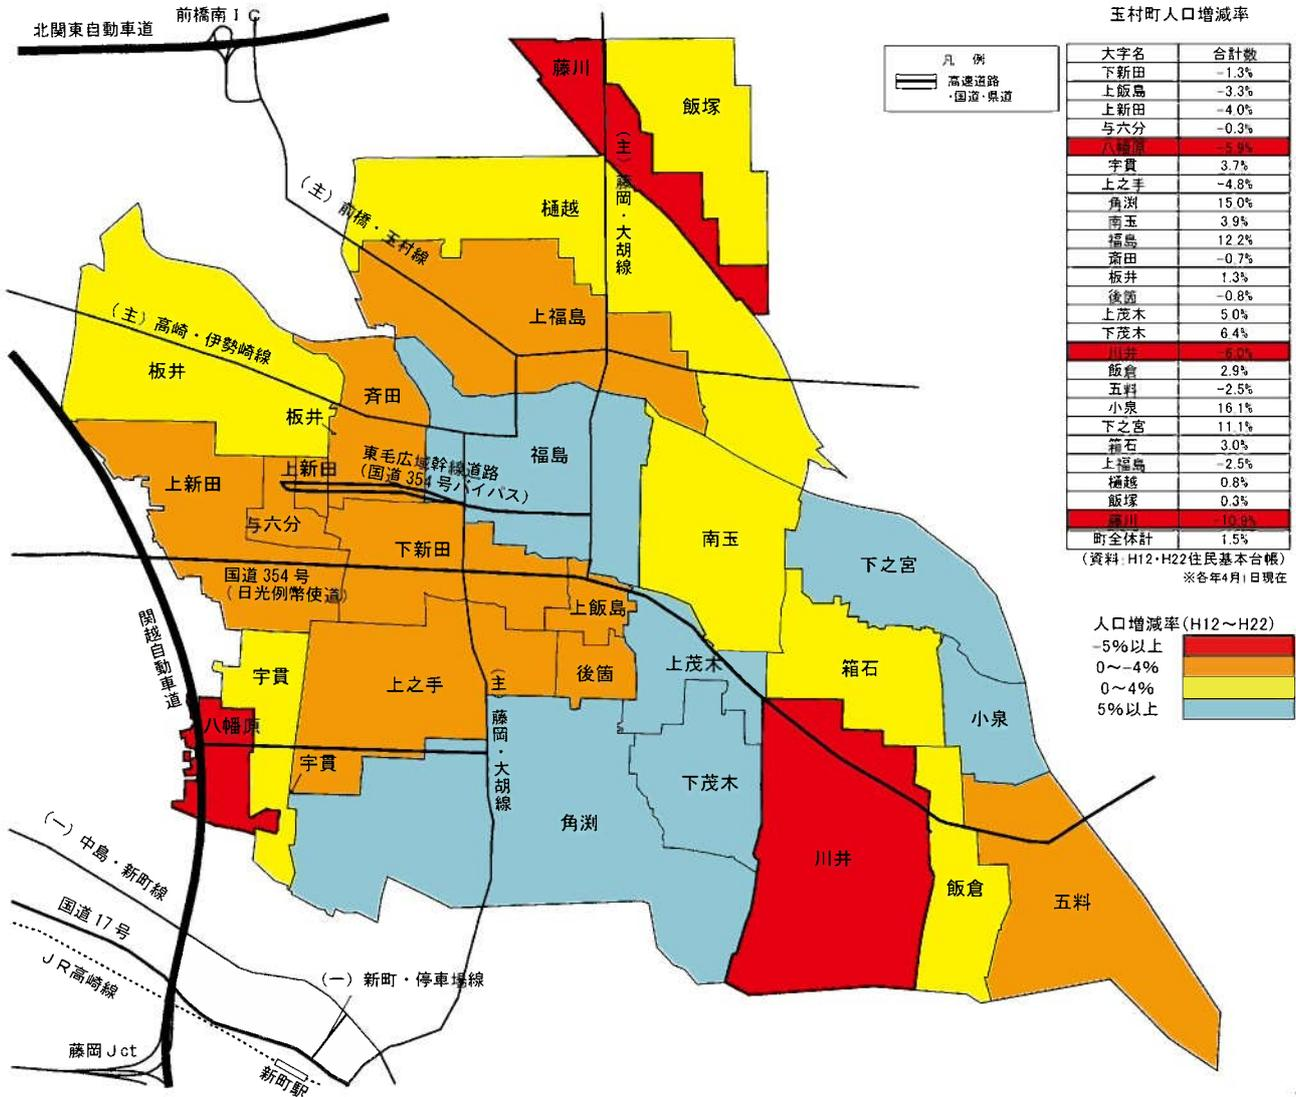 玉村町人口増減率
大字名 合計数
下新田 -1.3%
上飯島 -3.3%
上新田 -4.0%
与六分 -0.3%
八幡原 -5.9%
宇貫 3.7%
上之手 -4.8%
角渕 15.0%
南玉 3.9%
福島 12.2%
斎田 -0.7%
板井 1.3%
後箇 -0.8%
上茂木 5.0%
下茂木 6.4%
川井 -6.0%
飯倉 2.9%
五料 -2.5%
小泉 16.1%
下之宮 11.1%
箱石 3.0%
上福島 -2.5%
樋越 0.8%
飯塚 0.3%
藤川 -10.9%
町全体計 1.5%
(資料:H12・H22住民基本台帳)
※各年4月1日現在
人口増減率(H12～H22)
-5%以上
0～-4%
0～4%
5%以上
凡 例
高速道路
・国道・県道
北関東自動車道
前橋南IC
藤川
飯塚
(主)藤岡・大胡線
(主)前橋・玉村線
樋越
上福島
(主)高崎・伊勢崎線
板井
斉田
板井
福島
東毛広域幹線道路
(国道354号バイパス)
上新田
上新田
与六分
下新田
南玉
下之宮
国道354号
(日光例幣使道)
上飯島
関越自動車道
宇貫
上之手
後箇
上茂木
箱石
小泉
八幡原
(主)藤岡・大胡線
宇貫
下茂木
角渕
川井
飯倉
五料
(一)中島・新町線
国道17号
JR高崎線
(一)新町・停車場線
藤岡Jct
新町駅